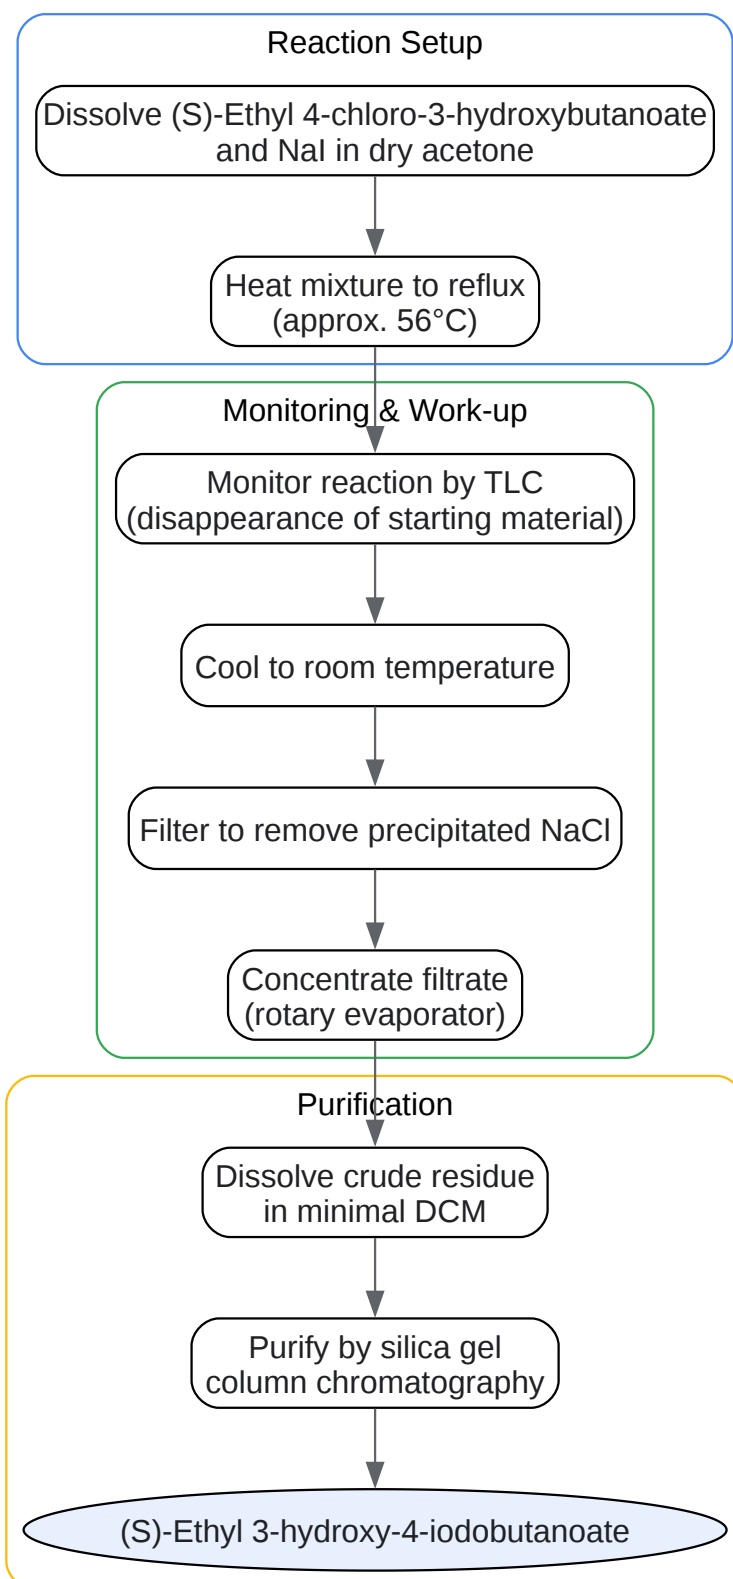 Reaction Setup
Dissolve (S)-Ethyl 4-chloro-3-hydroxybutanoate
and NaI in dry acetone
Heat mixture to reflux
(approx. 56°C)
Monitoring & Work-up
Monitor reaction by TLC
(disappearance of starting material)
Cool to room temperature
Filter to remove precipitated NaCl
Concentrate filtrate
(rotary evaporator)
Purification
Dissolve crude residue
in minimal DCM
Purify by silica gel
column chromatography
(S)-Ethyl 3-hydroxy-4-iodobutanoate